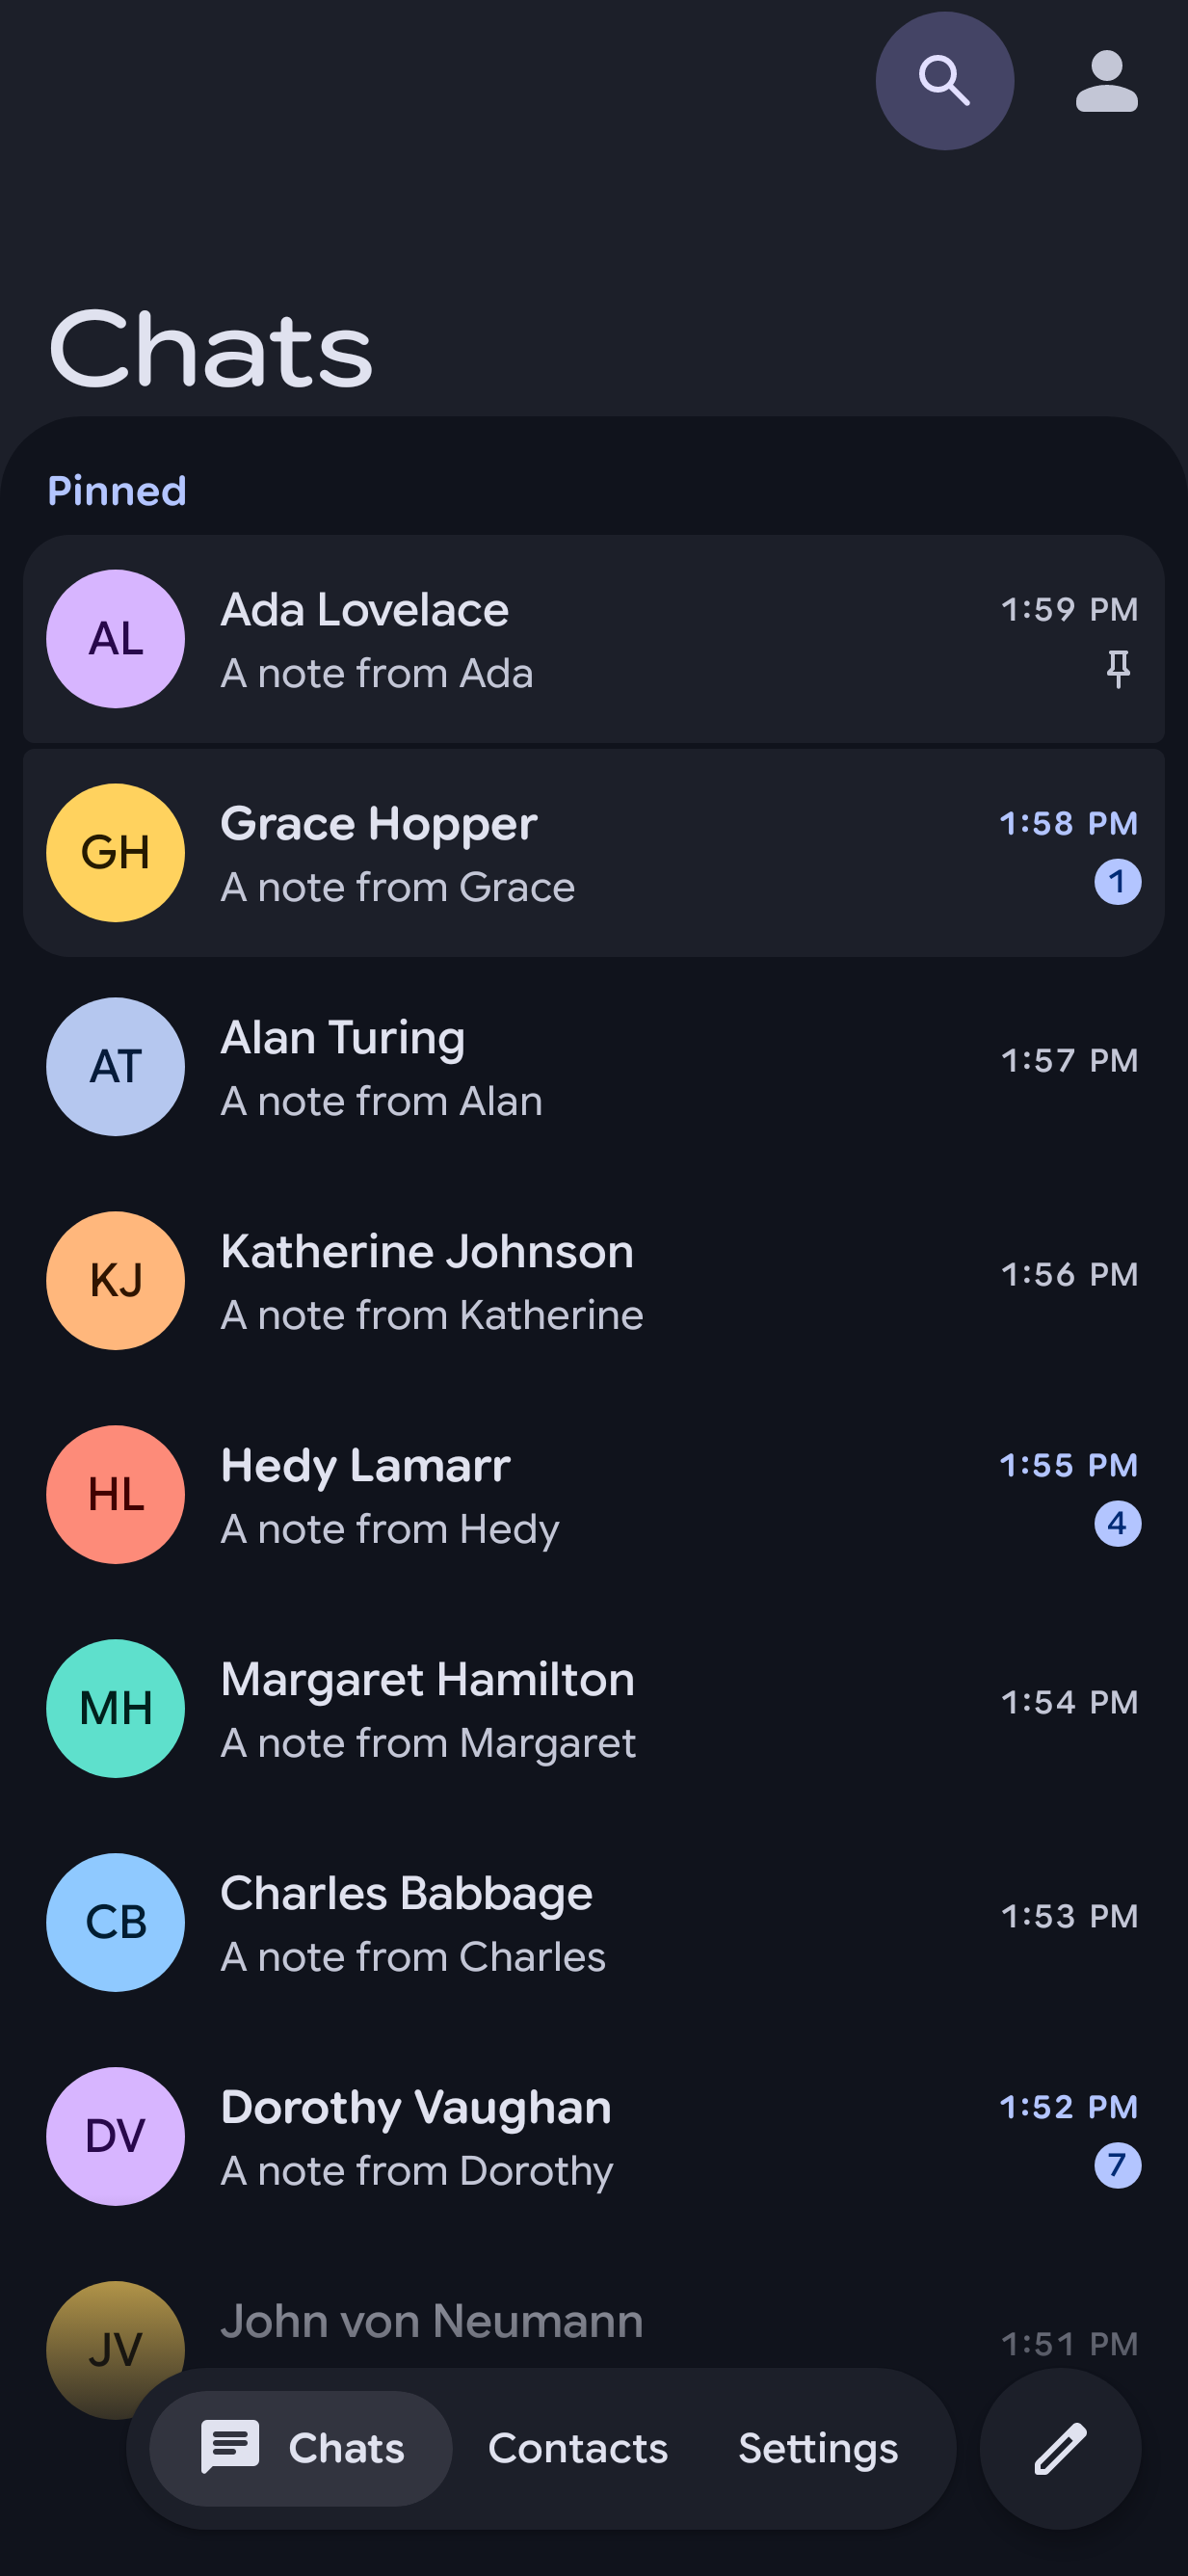 Chats
Pinned
AL
Ada Lovelace
1:59 PM
A note from Ada
GH
Grace Hopper
1:58 PM
A note from Grace
1
AT
Alan Turing
1:57 PM
A note from Alan
KJ
Katherine Johnson
1:56 PM
A note from Katherine
HL
Hedy Lamarr
1:55 PM
A note from Hedy
4
MH
Margaret Hamilton
1:54 PM
A note from Margaret
CB
Charles Babbage
1:53 PM
A note from Charles
DV
Dorothy Vaughan
1:52 PM
A note from Dorothy
7
JV
John von Neumann
1:51 PM
Chats
Contacts
Settings